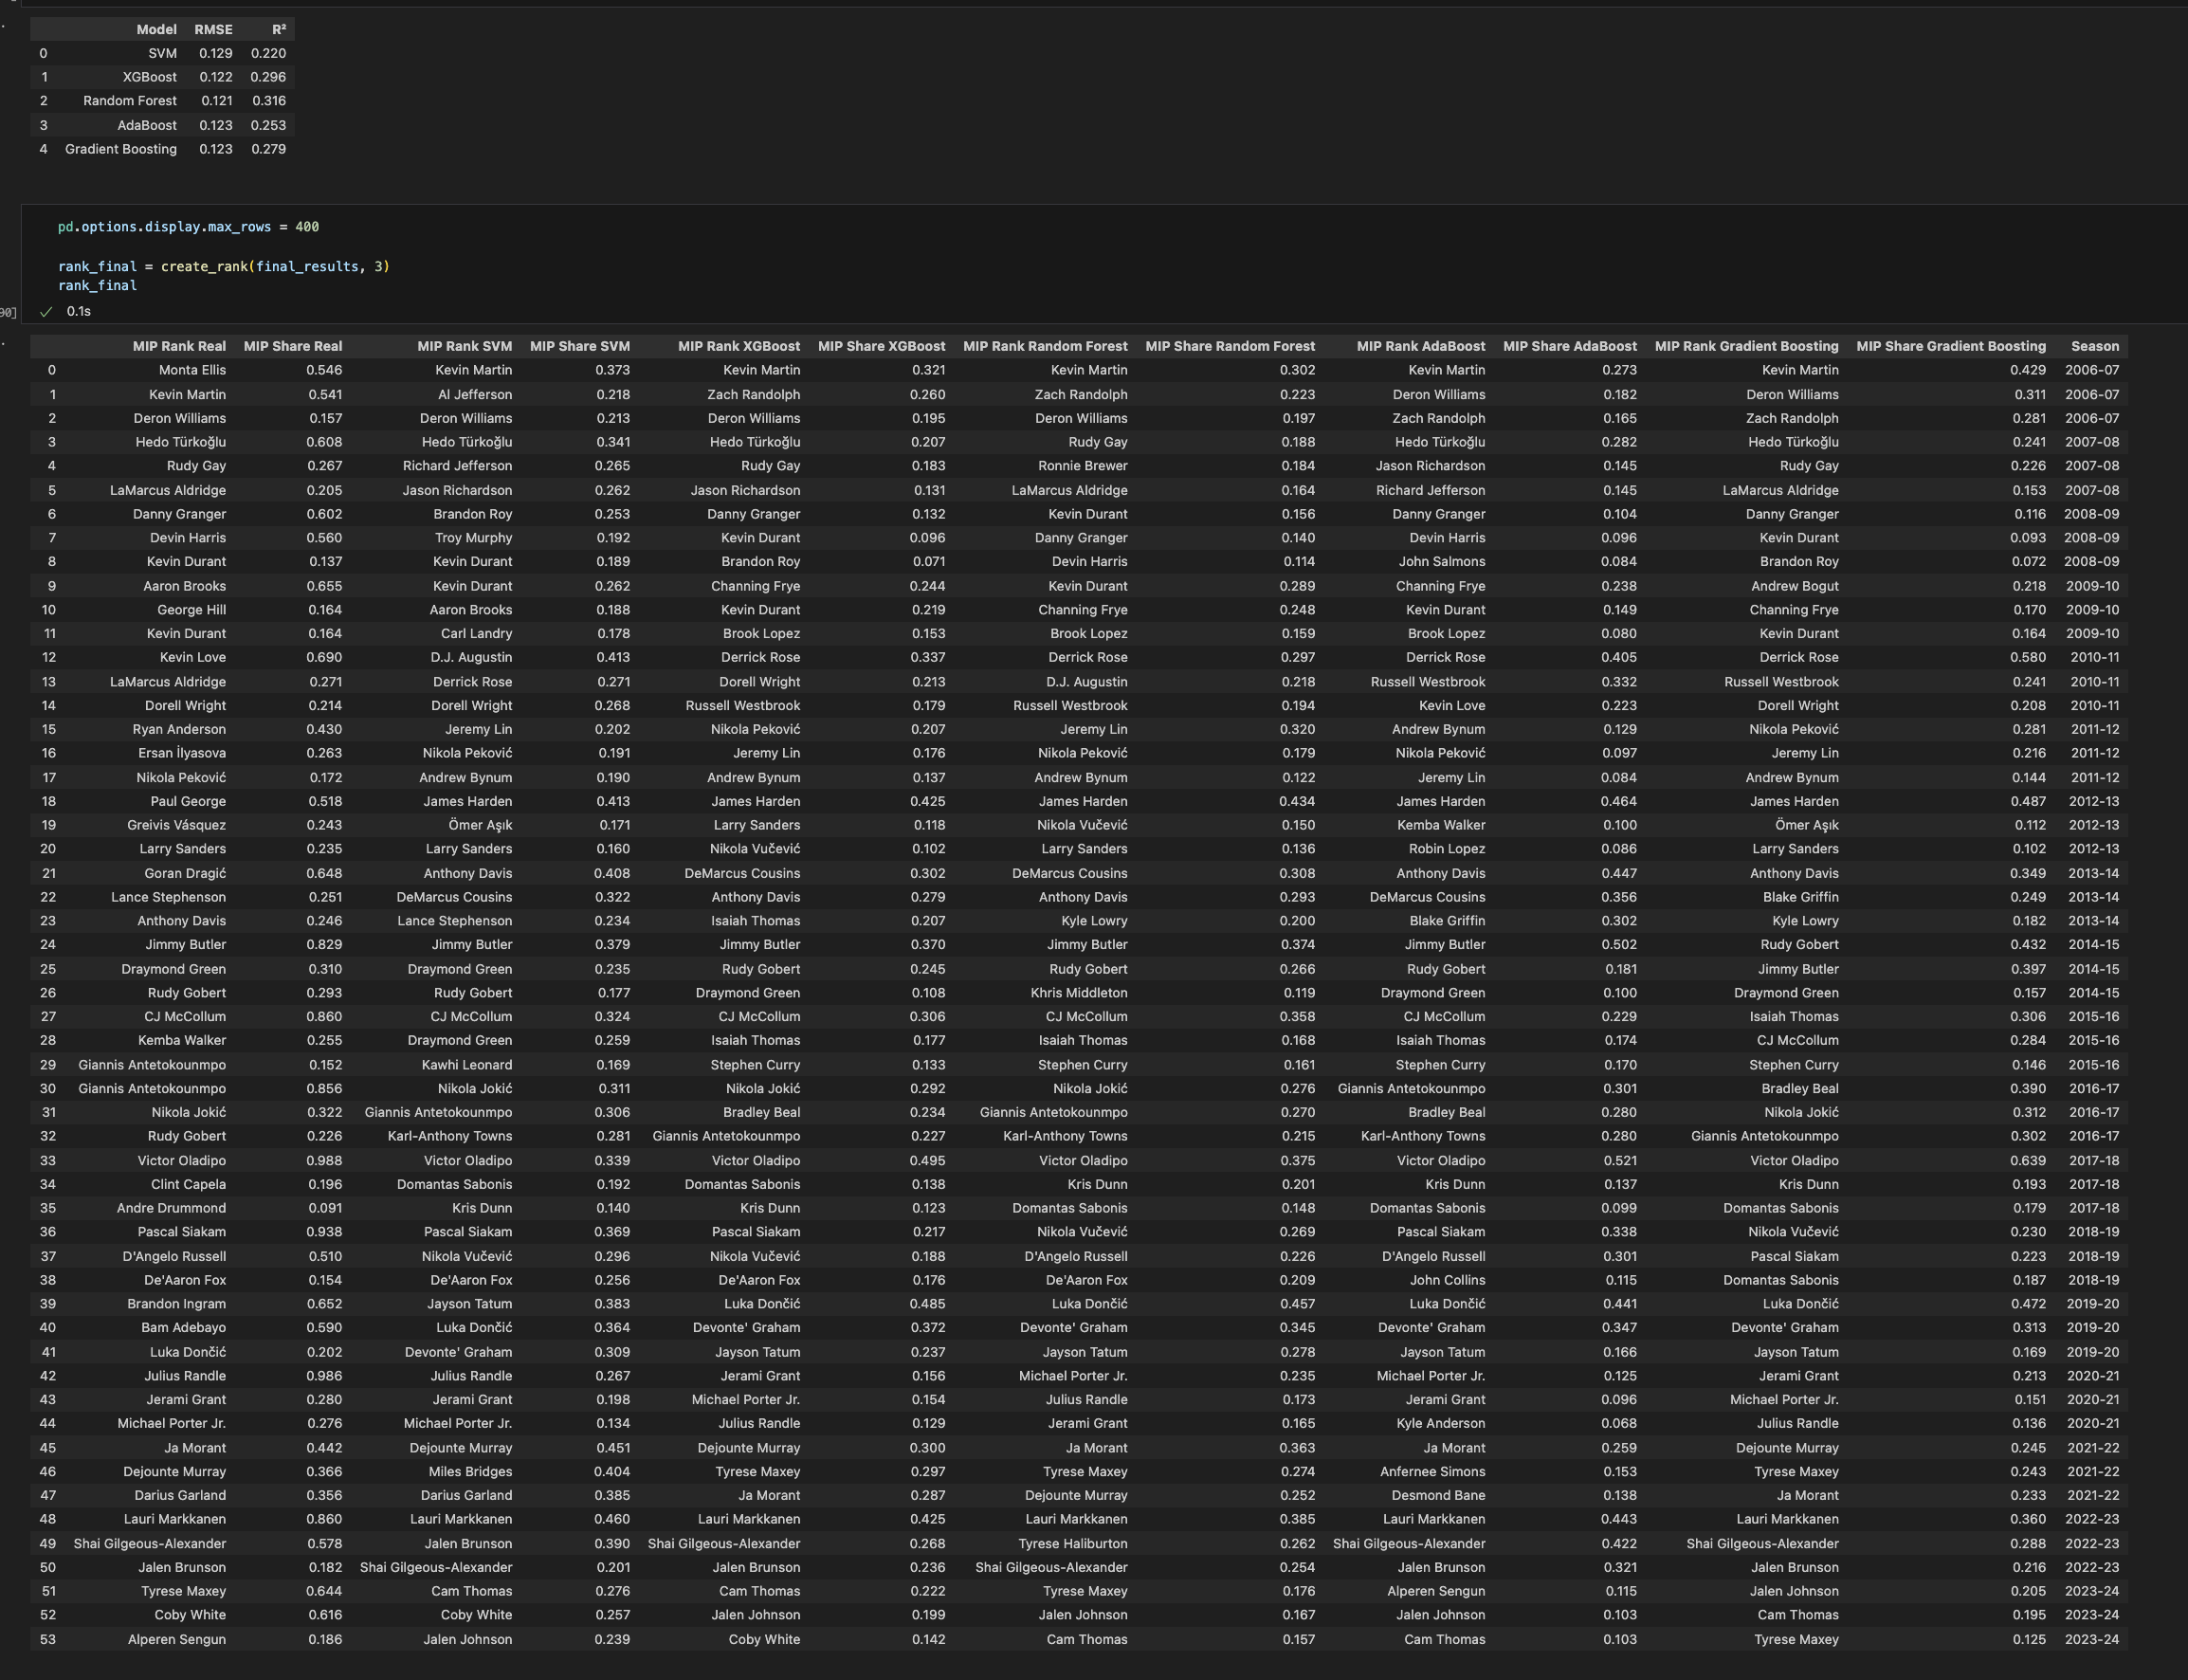 Model RMSE R²
0 SVM 0.129 0.220
1 XGBoost 0.122 0.296
2 Random Forest 0.121 0.316
3 AdaBoost 0.123 0.253
4 Gradient Boosting 0.123 0.279
pd.options.display.max_rows = 400
rank_final = create_rank(final_results, 3)
rank_final
90] ✓ 0.1s
MIP Rank Real MIP Share Real MIP Rank SVM MIP Share SVM MIP Rank XGBoost MIP Share XGBoost MIP Rank Random Forest MIP Share Random Forest MIP Rank AdaBoost MIP Share AdaBoost MIP Rank Gradient Boosting MIP Share Gradient Boosting Season
0 Monta Ellis 0.546 Kevin Martin 0.373 Kevin Martin 0.321 Kevin Martin 0.302 Kevin Martin 0.273 Kevin Martin 0.429 2006-07
1 Kevin Martin 0.541 Al Jefferson 0.218 Zach Randolph 0.260 Zach Randolph 0.223 Deron Williams 0.182 Deron Williams 0.311 2006-07
2 Deron Williams 0.157 Deron Williams 0.213 Deron Williams 0.195 Deron Williams 0.197 Zach Randolph 0.165 Zach Randolph 0.281 2006-07
3 Hedo Türkoğlu 0.608 Hedo Türkoğlu 0.341 Hedo Türkoğlu 0.207 Rudy Gay 0.188 Hedo Türkoğlu 0.282 Hedo Türkoğlu 0.241 2007-08
4 Rudy Gay 0.267 Richard Jefferson 0.265 Rudy Gay 0.183 Ronnie Brewer 0.184 Jason Richardson 0.145 Rudy Gay 0.226 2007-08
5 LaMarcus Aldridge 0.205 Jason Richardson 0.262 Jason Richardson 0.131 LaMarcus Aldridge 0.164 Richard Jefferson 0.145 LaMarcus Aldridge 0.153 2007-08
6 Danny Granger 0.602 Brandon Roy 0.253 Danny Granger 0.132 Kevin Durant 0.156 Danny Granger 0.104 Danny Granger 0.116 2008-09
7 Devin Harris 0.560 Troy Murphy 0.192 Kevin Durant 0.096 Danny Granger 0.140 Devin Harris 0.096 Kevin Durant 0.093 2008-09
8 Kevin Durant 0.137 Kevin Durant 0.189 Brandon Roy 0.071 Devin Harris 0.114 John Salmons 0.084 Brandon Roy 0.072 2008-09
9 Aaron Brooks 0.655 Kevin Durant 0.262 Channing Frye 0.244 Kevin Durant 0.289 Channing Frye 0.238 Andrew Bogut 0.218 2009-10
10 George Hill 0.164 Aaron Brooks 0.188 Kevin Durant 0.219 Channing Frye 0.248 Kevin Durant 0.149 Channing Frye 0.170 2009-10
11 Kevin Durant 0.164 Carl Landry 0.178 Brook Lopez 0.153 Brook Lopez 0.159 Brook Lopez 0.080 Kevin Durant 0.164 2009-10
12 Kevin Love 0.690 D.J. Augustin 0.413 Derrick Rose 0.337 Derrick Rose 0.297 Derrick Rose 0.405 Derrick Rose 0.580 2010-11
13 LaMarcus Aldridge 0.271 Derrick Rose 0.271 Dorell Wright 0.213 D.J. Augustin 0.218 Russell Westbrook 0.332 Russell Westbrook 0.241 2010-11
14 Dorell Wright 0.214 Dorell Wright 0.268 Russell Westbrook 0.179 Russell Westbrook 0.194 Kevin Love 0.223 Dorell Wright 0.208 2010-11
15 Ryan Anderson 0.430 Jeremy Lin 0.202 Nikola Peković 0.207 Jeremy Lin 0.320 Andrew Bynum 0.129 Nikola Peković 0.281 2011-12
16 Ersan İlyasova 0.263 Nikola Peković 0.191 Jeremy Lin 0.176 Nikola Peković 0.179 Nikola Peković 0.097 Jeremy Lin 0.216 2011-12
17 Nikola Peković 0.172 Andrew Bynum 0.190 Andrew Bynum 0.137 Andrew Bynum 0.122 Jeremy Lin 0.084 Andrew Bynum 0.144 2011-12
18 Paul George 0.518 James Harden 0.413 James Harden 0.425 James Harden 0.434 James Harden 0.464 James Harden 0.487 2012-13
19 Greivis Vásquez 0.243 Ömer Aşık 0.171 Larry Sanders 0.118 Nikola Vučević 0.150 Kemba Walker 0.100 Ömer Aşık 0.112 2012-13
20 Larry Sanders 0.235 Larry Sanders 0.160 Nikola Vučević 0.102 Larry Sanders 0.136 Robin Lopez 0.086 Larry Sanders 0.102 2012-13
21 Goran Dragić 0.648 Anthony Davis 0.408 DeMarcus Cousins 0.302 DeMarcus Cousins 0.308 Anthony Davis 0.447 Anthony Davis 0.349 2013-14
22 Lance Stephenson 0.251 DeMarcus Cousins 0.322 Anthony Davis 0.279 Anthony Davis 0.293 DeMarcus Cousins 0.356 Blake Griffin 0.249 2013-14
23 Anthony Davis 0.246 Lance Stephenson 0.234 Isaiah Thomas 0.207 Kyle Lowry 0.200 Blake Griffin 0.302 Kyle Lowry 0.182 2013-14
24 Jimmy Butler 0.829 Jimmy Butler 0.379 Jimmy Butler 0.370 Jimmy Butler 0.374 Jimmy Butler 0.502 Rudy Gobert 0.432 2014-15
25 Draymond Green 0.310 Draymond Green 0.235 Rudy Gobert 0.245 Rudy Gobert 0.266 Rudy Gobert 0.181 Jimmy Butler 0.397 2014-15
26 Rudy Gobert 0.293 Rudy Gobert 0.177 Draymond Green 0.108 Khris Middleton 0.119 Draymond Green 0.100 Draymond Green 0.157 2014-15
27 CJ McCollum 0.860 CJ McCollum 0.324 CJ McCollum 0.306 CJ McCollum 0.358 CJ McCollum 0.229 Isaiah Thomas 0.306 2015-16
28 Kemba Walker 0.255 Draymond Green 0.259 Isaiah Thomas 0.177 Isaiah Thomas 0.168 Isaiah Thomas 0.174 CJ McCollum 0.284 2015-16
29 Giannis Antetokounmpo 0.152 Kawhi Leonard 0.169 Stephen Curry 0.133 Stephen Curry 0.161 Stephen Curry 0.170 Stephen Curry 0.146 2015-16
30 Giannis Antetokounmpo 0.856 Nikola Jokić 0.311 Nikola Jokić 0.292 Nikola Jokić 0.276 Giannis Antetokounmpo 0.301 Bradley Beal 0.390 2016-17
31 Nikola Jokić 0.322 Giannis Antetokounmpo 0.306 Bradley Beal 0.234 Giannis Antetokounmpo 0.270 Bradley Beal 0.280 Nikola Jokić 0.312 2016-17
32 Rudy Gobert 0.226 Karl-Anthony Towns 0.281 Giannis Antetokounmpo 0.227 Karl-Anthony Towns 0.215 Karl-Anthony Towns 0.280 Giannis Antetokounmpo 0.302 2016-17
33 Victor Oladipo 0.988 Victor Oladipo 0.339 Victor Oladipo 0.495 Victor Oladipo 0.375 Victor Oladipo 0.521 Victor Oladipo 0.639 2017-18
34 Clint Capela 0.196 Domantas Sabonis 0.192 Domantas Sabonis 0.138 Kris Dunn 0.201 Kris Dunn 0.137 Kris Dunn 0.193 2017-18
35 Andre Drummond 0.091 Kris Dunn 0.140 Kris Dunn 0.123 Domantas Sabonis 0.148 Domantas Sabonis 0.099 Domantas Sabonis 0.179 2017-18
36 Pascal Siakam 0.938 Pascal Siakam 0.369 Pascal Siakam 0.217 Nikola Vučević 0.269 Pascal Siakam 0.338 Nikola Vučević 0.230 2018-19
37 D'Angelo Russell 0.510 Nikola Vučević 0.296 Nikola Vučević 0.188 D'Angelo Russell 0.226 D'Angelo Russell 0.301 Pascal Siakam 0.223 2018-19
38 De'Aaron Fox 0.154 De'Aaron Fox 0.256 De'Aaron Fox 0.176 De'Aaron Fox 0.209 John Collins 0.115 Domantas Sabonis 0.187 2018-19
39 Brandon Ingram 0.652 Jayson Tatum 0.383 Luka Dončić 0.485 Luka Dončić 0.457 Luka Dončić 0.441 Luka Dončić 0.472 2019-20
40 Bam Adebayo 0.590 Luka Dončić 0.364 Devonte' Graham 0.372 Devonte' Graham 0.345 Devonte' Graham 0.347 Devonte' Graham 0.313 2019-20
41 Luka Dončić 0.202 Devonte' Graham 0.309 Jayson Tatum 0.237 Jayson Tatum 0.278 Jayson Tatum 0.166 Jayson Tatum 0.169 2019-20
42 Julius Randle 0.986 Julius Randle 0.267 Jerami Grant 0.156 Michael Porter Jr. 0.235 Michael Porter Jr. 0.125 Jerami Grant 0.213 2020-21
43 Jerami Grant 0.280 Jerami Grant 0.198 Michael Porter Jr. 0.154 Julius Randle 0.173 Jerami Grant 0.096 Michael Porter Jr. 0.151 2020-21
44 Michael Porter Jr. 0.276 Michael Porter Jr. 0.134 Julius Randle 0.129 Jerami Grant 0.165 Kyle Anderson 0.068 Julius Randle 0.136 2020-21
45 Ja Morant 0.442 Dejounte Murray 0.451 Dejounte Murray 0.300 Ja Morant 0.363 Ja Morant 0.259 Dejounte Murray 0.245 2021-22
46 Dejounte Murray 0.366 Miles Bridges 0.404 Tyrese Maxey 0.297 Tyrese Maxey 0.274 Anfernee Simons 0.153 Tyrese Maxey 0.243 2021-22
47 Darius Garland 0.356 Darius Garland 0.385 Ja Morant 0.287 Dejounte Murray 0.252 Desmond Bane 0.138 Ja Morant 0.233 2021-22
48 Lauri Markkanen 0.860 Lauri Markkanen 0.460 Lauri Markkanen 0.425 Lauri Markkanen 0.385 Lauri Markkanen 0.443 Lauri Markkanen 0.360 2022-23
49 Shai Gilgeous-Alexander 0.578 Jalen Brunson 0.390 Shai Gilgeous-Alexander 0.268 Tyrese Haliburton 0.262 Shai Gilgeous-Alexander 0.422 Shai Gilgeous-Alexander 0.288 2022-23
50 Jalen Brunson 0.182 Shai Gilgeous-Alexander 0.201 Jalen Brunson 0.236 Shai Gilgeous-Alexander 0.254 Jalen Brunson 0.321 Jalen Brunson 0.216 2022-23
51 Tyrese Maxey 0.644 Cam Thomas 0.276 Cam Thomas 0.222 Tyrese Maxey 0.176 Alperen Sengun 0.115 Jalen Johnson 0.205 2023-24
52 Coby White 0.616 Coby White 0.257 Jalen Johnson 0.199 Jalen Johnson 0.167 Jalen Johnson 0.103 Cam Thomas 0.195 2023-24
53 Alperen Sengun 0.186 Jalen Johnson 0.239 Coby White 0.142 Cam Thomas 0.157 Cam Thomas 0.103 Tyrese Maxey 0.125 2023-24